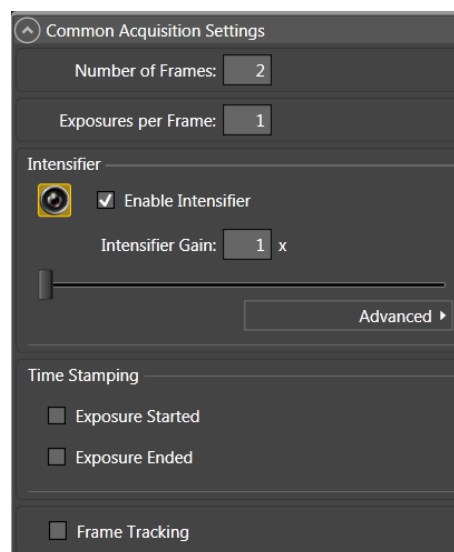 Common Acquisition Settings
Number of Frames: 2
Exposures per Frame: 1
Intensifier
Enable Intensifier
Intensifier Gain: 1 x
Advanced
Time Stamping
Exposure Started
Exposure Ended
Frame Tracking